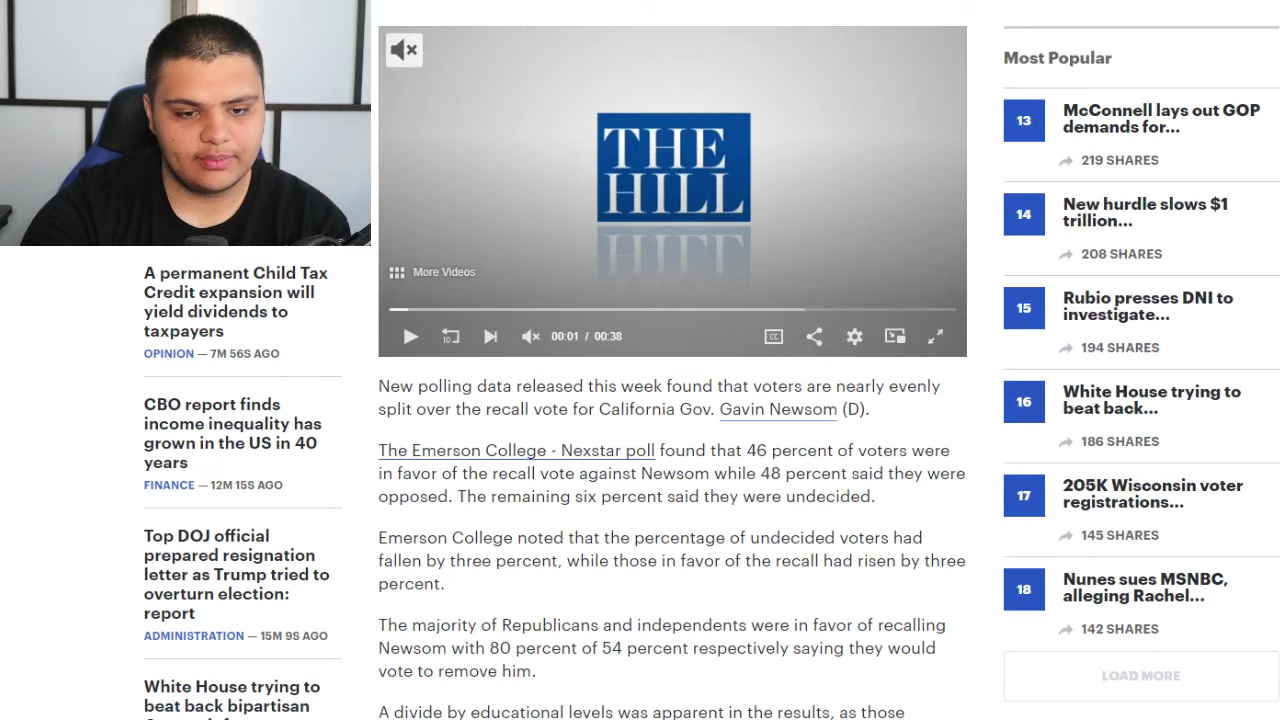 A permanent Child Tax
Credit expansion will
yield dividends to
taxpayers
OPINION — 7M 56S AGO
CBO report finds
income inequality has
grown in the US in 40
years
FINANCE — 12M 15S AGO
Top DOJ official
prepared resignation
letter as Trump tried to
overturn election:
report
ADMINISTRATION — 15M 9S AGO
White House trying to
beat back bipartisan
THE
HILL
More Videos
10
00:01 / 00:38
CC
New polling data released this week found that voters are nearly evenly
split over the recall vote for California Gov. Gavin Newsom (D).
The Emerson College - Nexstar poll found that 46 percent of voters were
in favor of the recall vote against Newsom while 48 percent said they were
opposed. The remaining six percent said they were undecided.
Emerson College noted that the percentage of undecided voters had
fallen by three percent, while those in favor of the recall had risen by three
percent.
The majority of Republicans and independents were in favor of recalling
Newsom with 80 percent of 54 percent respectively saying they would
vote to remove him.
A divide by educational levels was apparent in the results, as those
Most Popular
13
McConnell lays out GOP
demands for...
219 SHARES
14
New hurdle slows $1
trillion...
208 SHARES
15
Rubio presses DNI to
investigate...
194 SHARES
16
White House trying to
beat back...
186 SHARES
17
205K Wisconsin voter
registrations...
145 SHARES
18
Nunes sues MSNBC,
alleging Rachel...
142 SHARES
LOAD MORE